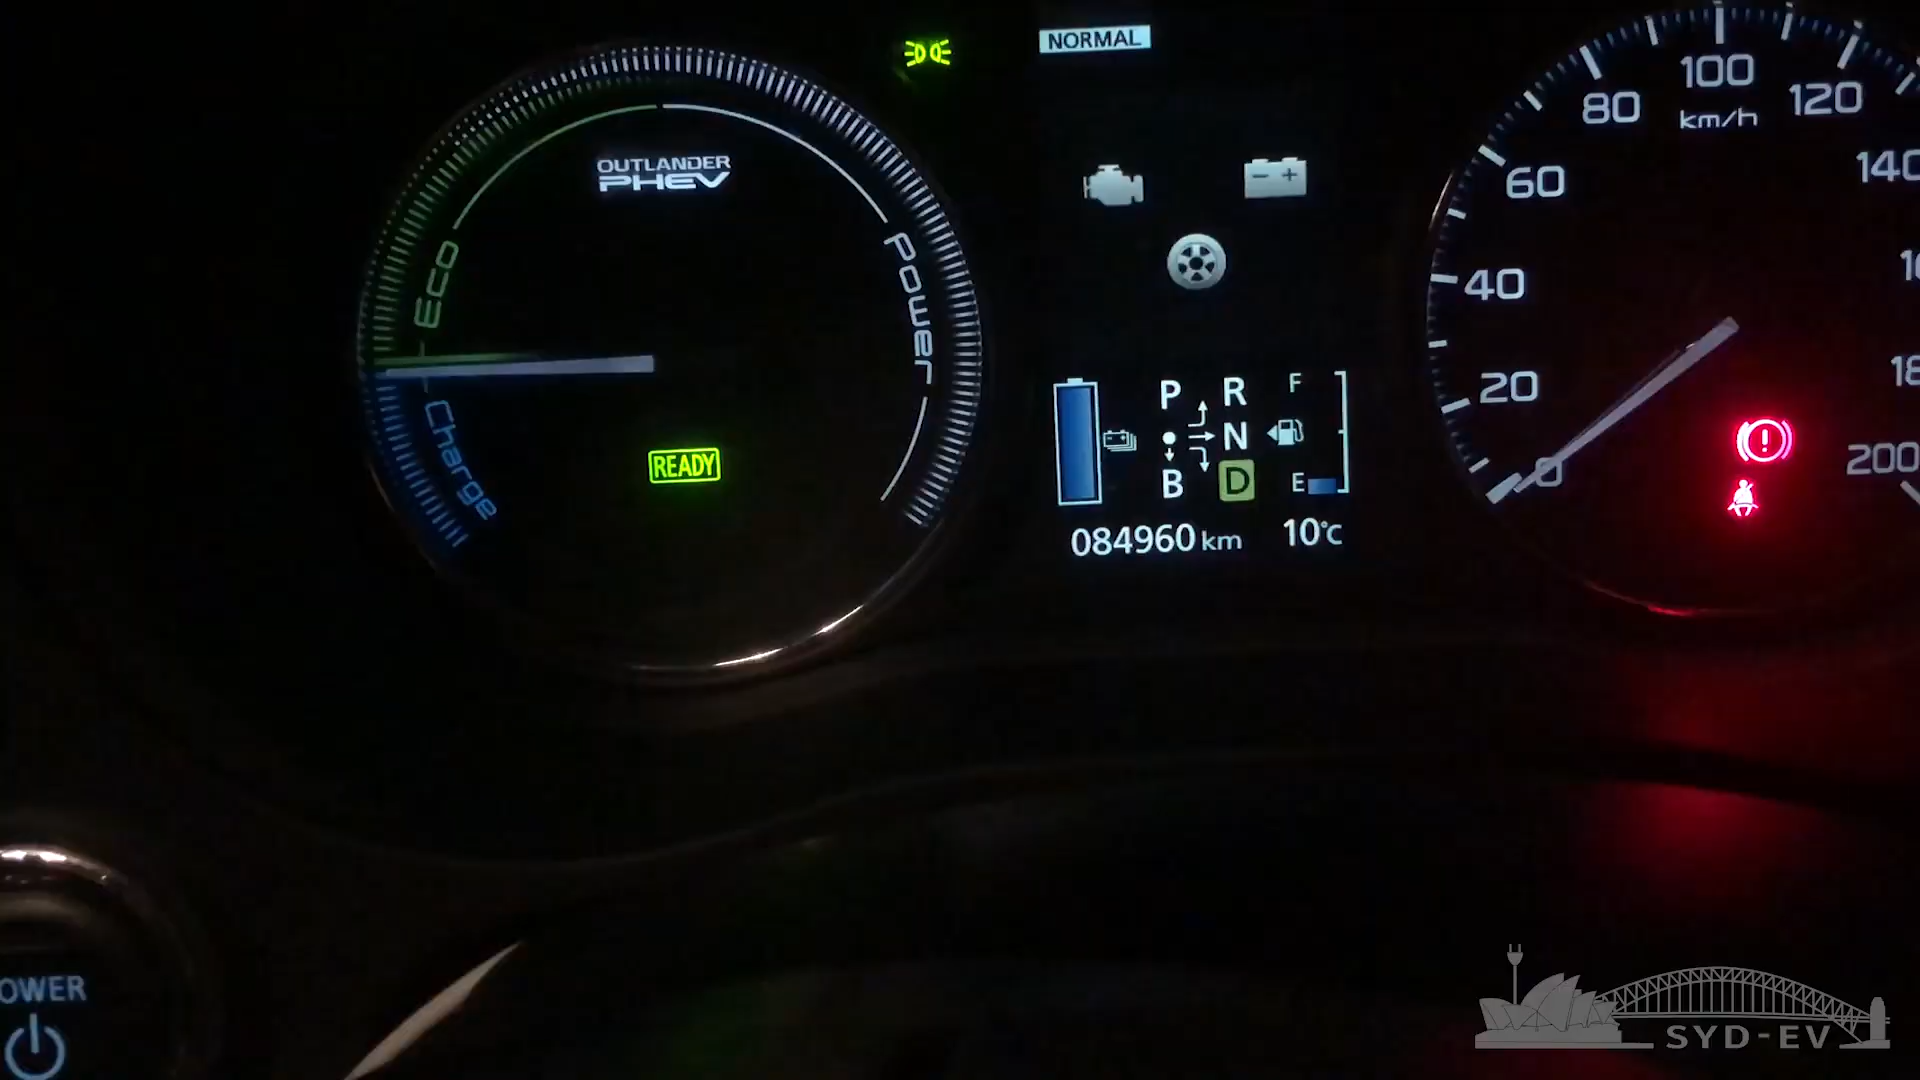 NORMAL
OUTLANDER
PHEV
Eco
Power
Charge
READY
P R F
N
B D E
084960 km 10°C
0
20
40
60
80
100
120
140
200
km/h
OWER
SYD-EV